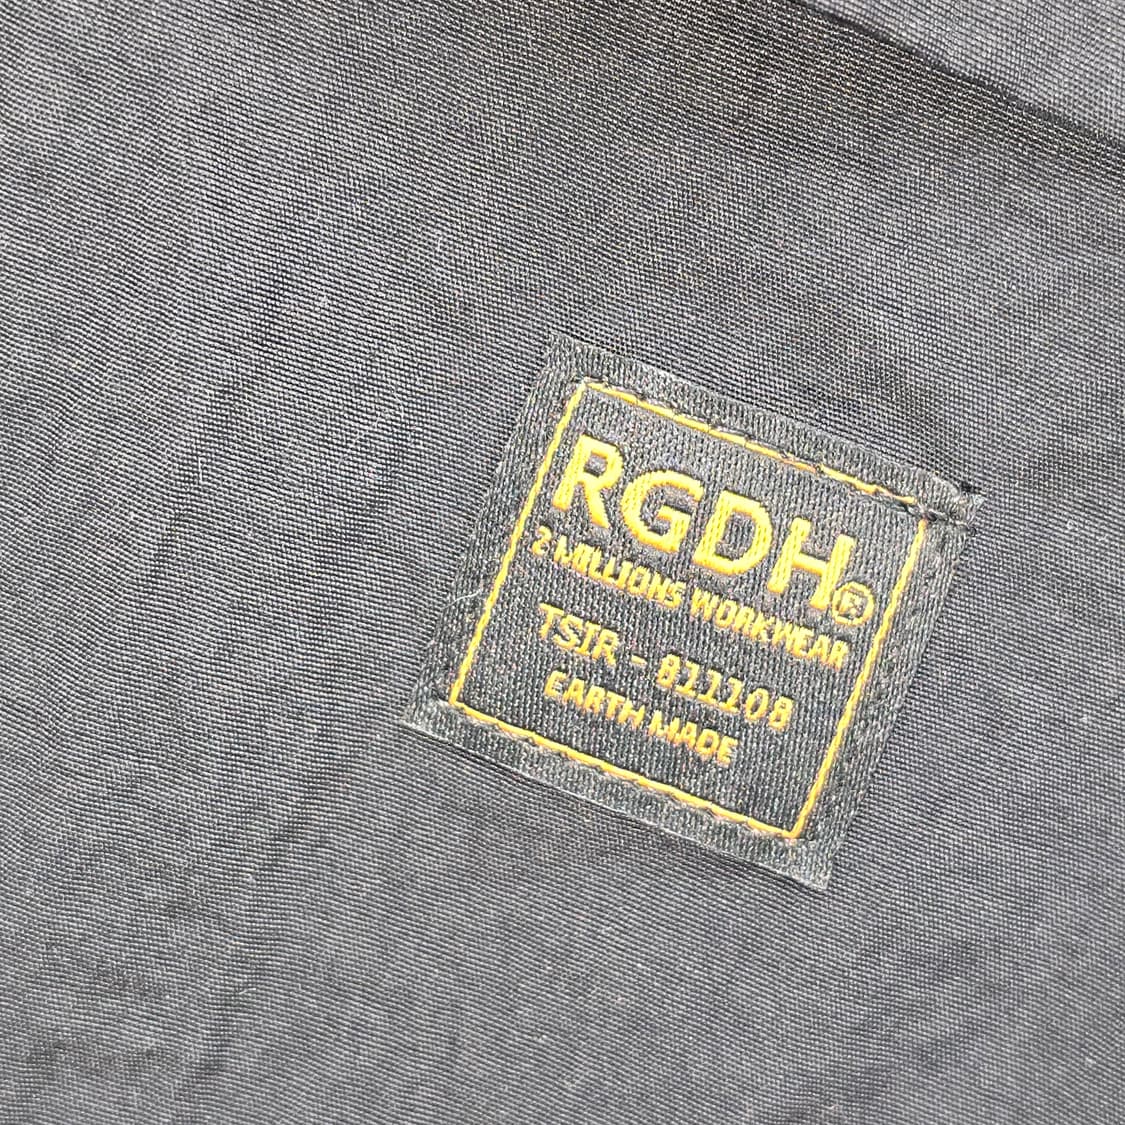 RGDH®
2 MILLIONS WORKWEAR
TSIR - 811108
EARTH MADE